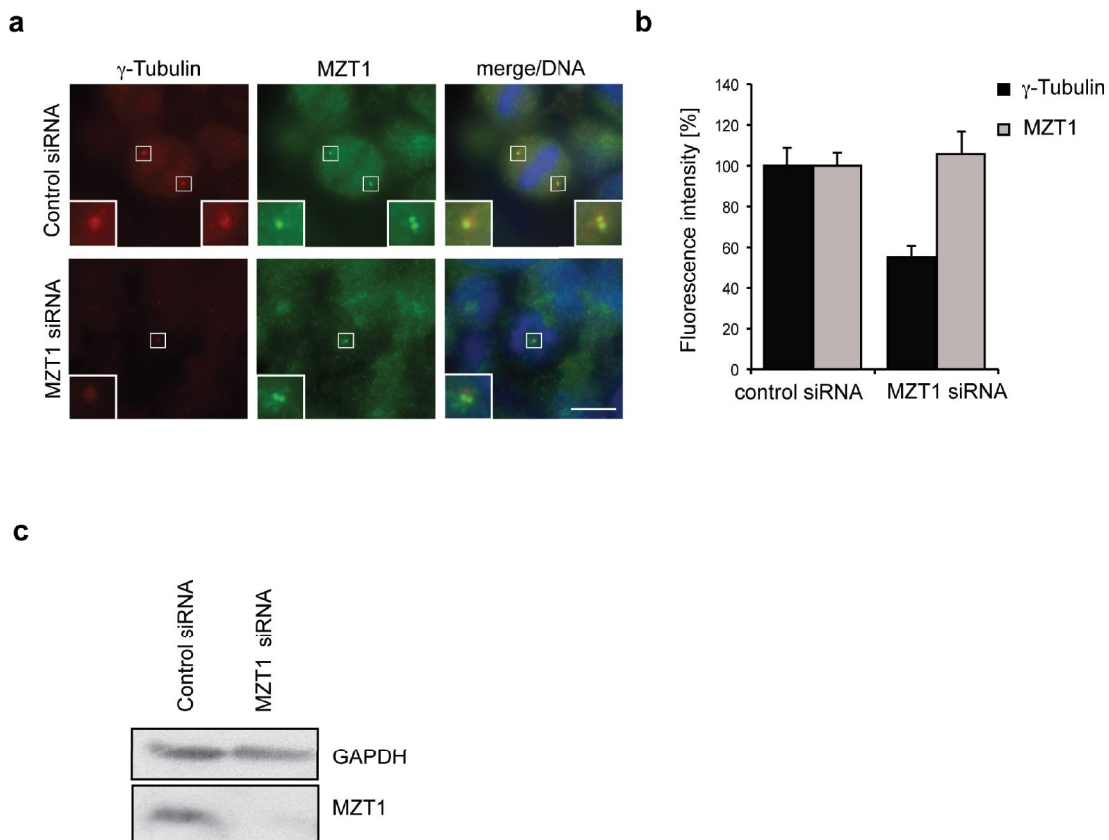 a
γ-Tubulin
MZT1
merge/DNA
Control siRNA
MZT1 siRNA
b
Fluorescence intensity [%]
140
120
100
80
60
40
20
0
control siRNA
MZT1 siRNA
γ-Tubulin
MZT1
c
Control siRNA
MZT1 siRNA
GAPDH
MZT1